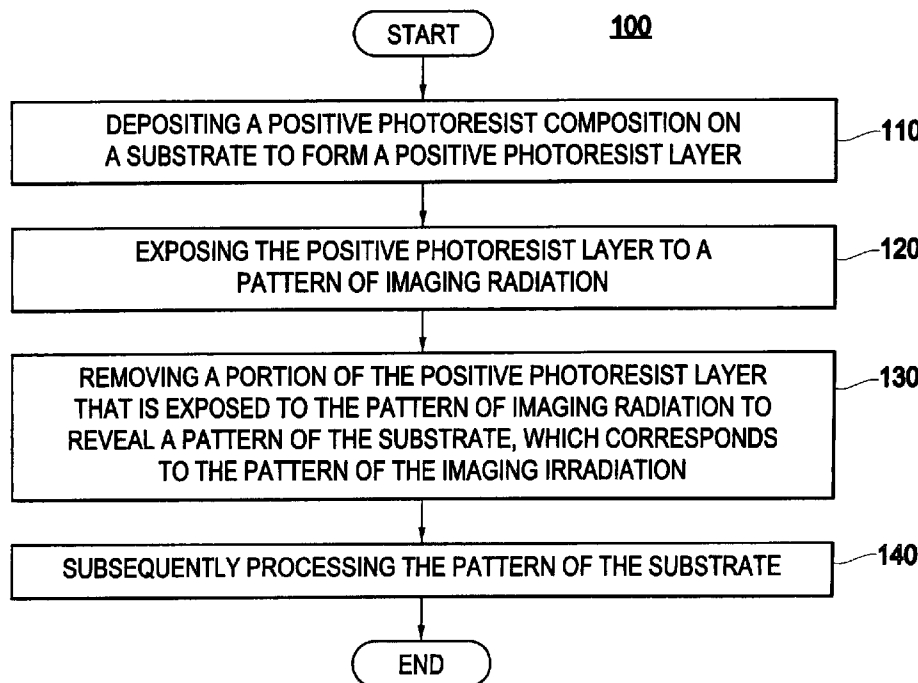 START
100
DEPOSITING A POSITIVE PHOTORESIST COMPOSITION ON
A SUBSTRATE TO FORM A POSITIVE PHOTORESIST LAYER
110
EXPOSING THE POSITIVE PHOTORESIST LAYER TO A
PATTERN OF IMAGING RADIATION
120
REMOVING A PORTION OF THE POSITIVE PHOTORESIST LAYER
THAT IS EXPOSED TO THE PATTERN OF IMAGING RADIATION TO
REVEAL A PATTERN OF THE SUBSTRATE, WHICH CORRESPONDS
TO THE PATTERN OF THE IMAGING IRRADIATION
130
SUBSEQUENTLY PROCESSING THE PATTERN OF THE SUBSTRATE
140
END